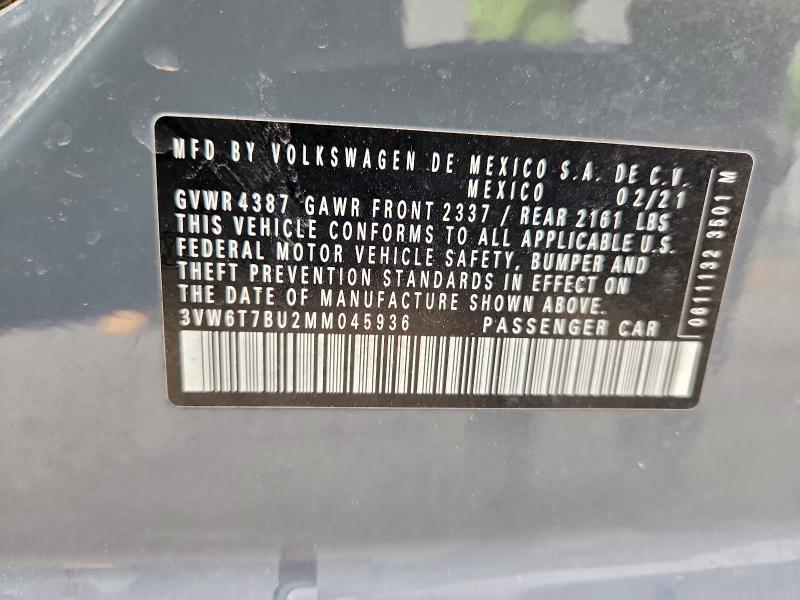 MFD BY VOLKSWAGEN DE MEXICO S.A. DE C.V.
MEXICO 02/21
GVWR 4387 GAWR FRONT 2337 / REAR 2161 LBS
THIS VEHICLE CONFORMS TO ALL APPLICABLE U.S.
FEDERAL MOTOR VEHICLE SAFETY, BUMPER AND
THEFT PREVENTION STANDARDS IN EFFECT ON
THE DATE OF MANUFACTURE SHOWN ABOVE.
3VW6T7BU2MM045936 PASSENGER CAR
0611132 3501 M